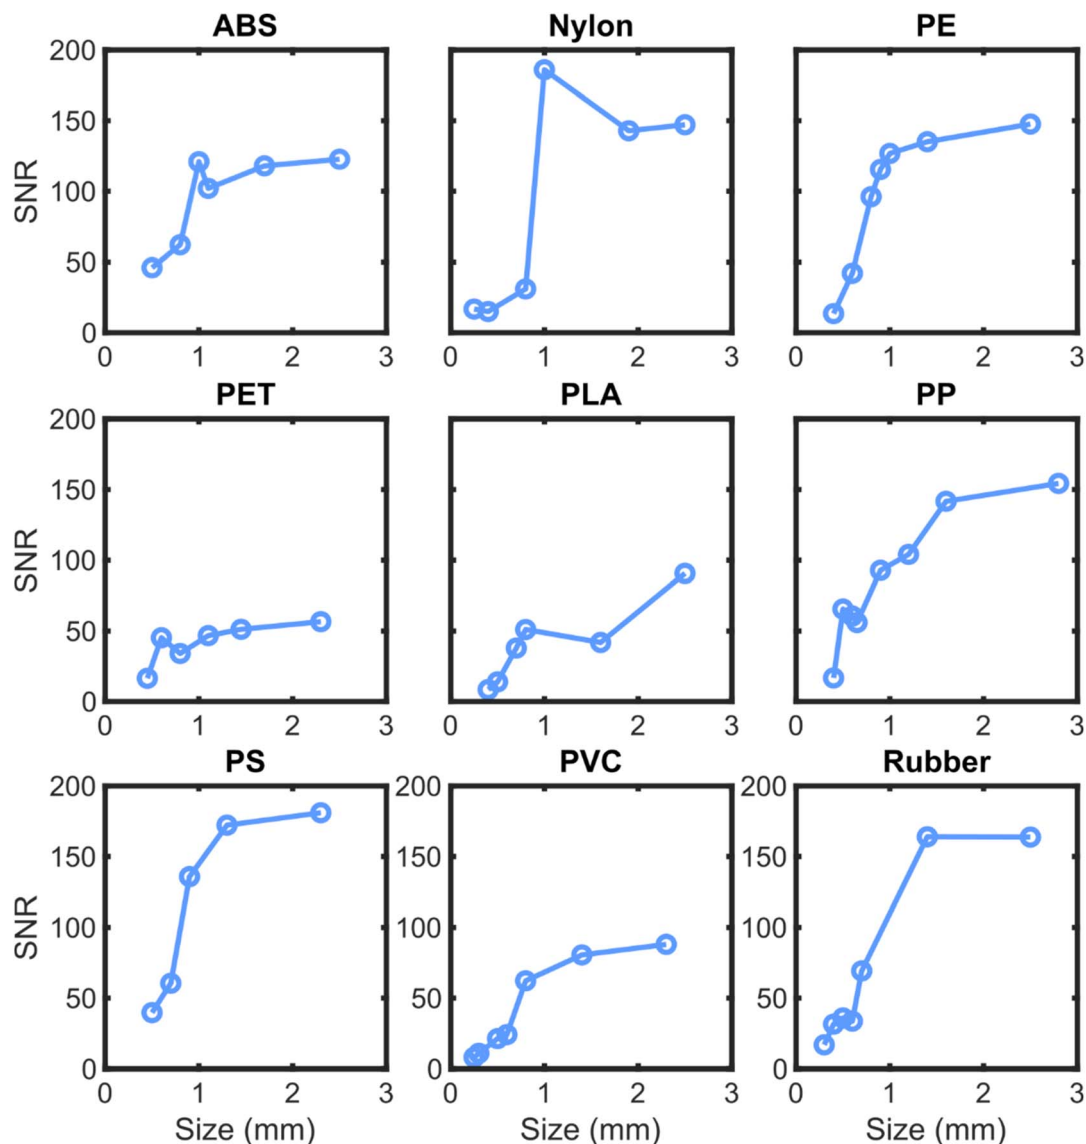 ABS Nylon PE
200
150
SNR
100
50
0
0 1 2 3 0 1 2 3 0 1 2 3
PET PLA PP
200
150
SNR
100
50
0
0 1 2 3 0 1 2 3 0 1 2 3
PS PVC Rubber
200 200 200
150 150 150
SNR
100 100 100
50 50 50
0 0 0
0 1 2 3 0 1 2 3 0 1 2 3
Size (mm) Size (mm) Size (mm)